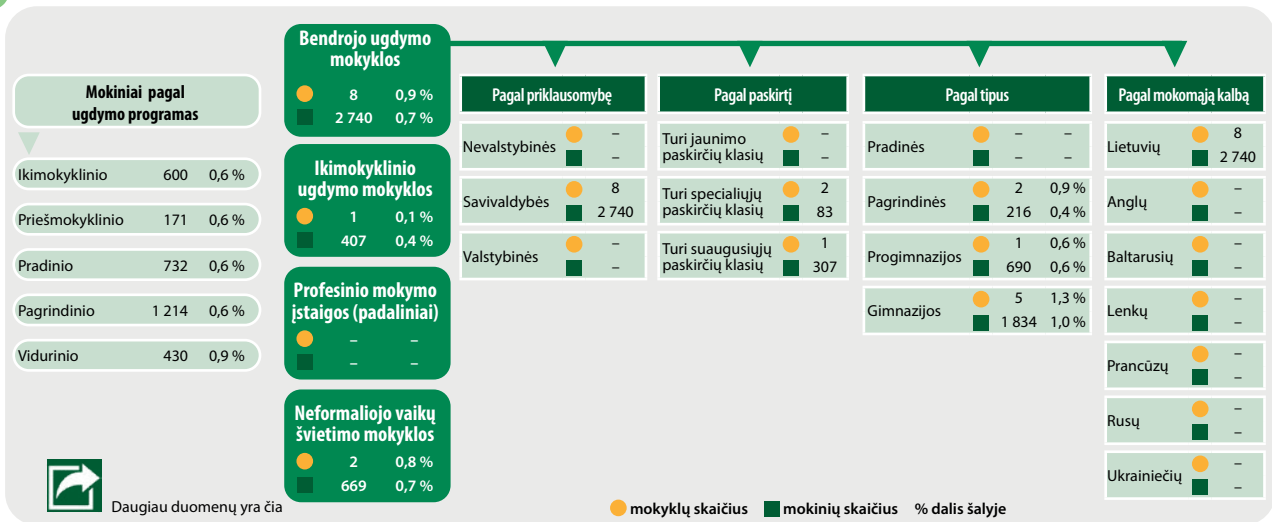 Mokiniai pagal
ugdymo programas
Ikimokyklinio 600 0,6 %
Priešmokyklinio 171 0,6 %
Pradinio 732 0,6 %
Pagrindinio 1 214 0,6 %
Vidurinio 430 0,9 %
Daugiau duomenų yra čia
Bendrojo ugdymo
mokyklos
8 0,9 %
2 740 0,7 %
Ikimokyklinio
ugdymo mokyklos
1 0,1 %
407 0,4 %
Profesinio mokymo
įstaigos (padaliniai)
– –
– –
Neformaliojo vaikų
švietimo mokyklos
2 0,8 %
669 0,7 %
Pagal priklausomybę
Nevalstybinės –
–
Savivaldybės 8
2 740
Valstybinės –
–
Pagal paskirtį
Turi jaunimo –
paskirčių klasių –
Turi specialiųjų 2
paskirčių klasių 83
Turi suaugusiųjų 1
paskirčių klasių 307
Pagal tipus
Pradinės – –
– –
Pagrindinės 2 0,9 %
216 0,4 %
Progimnazijos 1 0,6 %
690 0,6 %
Gimnazijos 5 1,3 %
1 834 1,0 %
Pagal mokomąją kalbą
Lietuvių 8
2 740
Anglų –
–
Baltarusių –
–
Lenkų –
–
Prancūzų –
–
Rusų –
–
Ukrainiečių –
–
mokyklų skaičius mokinių skaičius % dalis šalyje